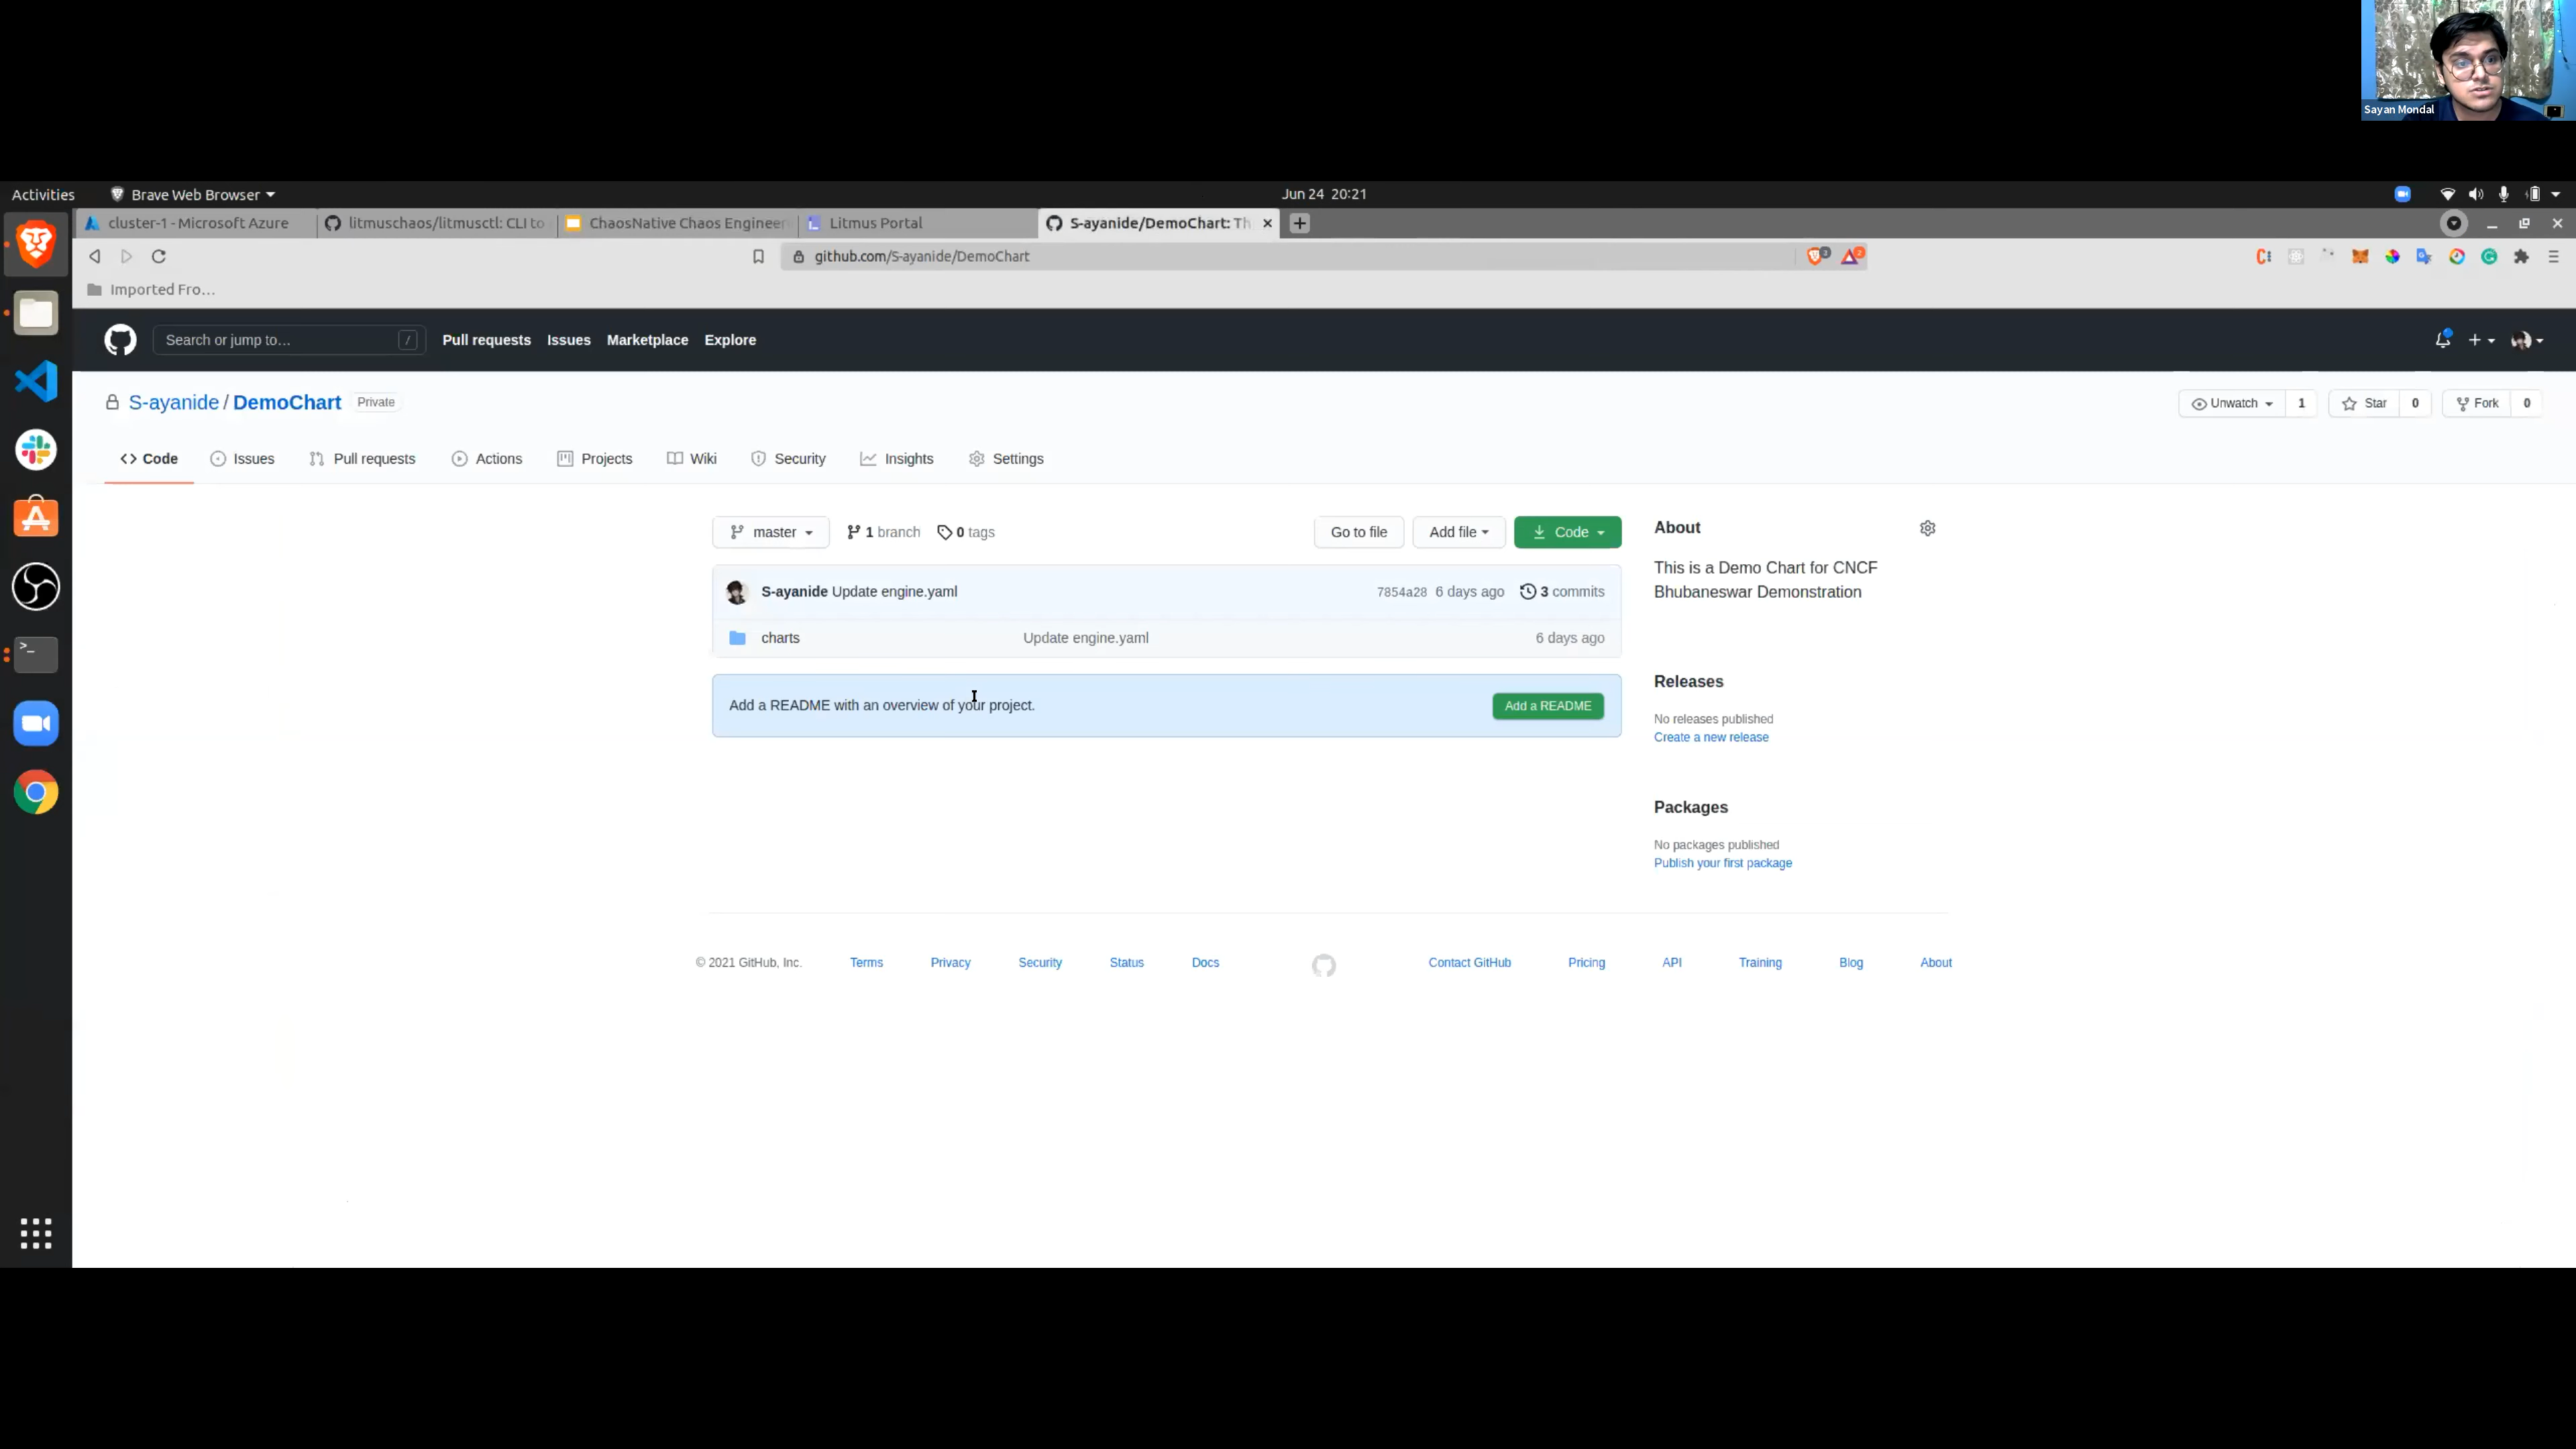 Sayan Mondal
Activities Brave Web Browser Jun 24 20:21
cluster-1 - Microsoft Azure litmuschaos/litmusctl: CLI to ChaosNative Chaos Engineer Litmus Portal S-ayanide/DemoChart: Th
github.com/S-ayanide/DemoChart
Imported Fro…
Search or jump to… / Pull requests Issues Marketplace Explore
S-ayanide / DemoChart Private Unwatch 1 Star 0 Fork 0
Code Issues Pull requests Actions Projects Wiki Security Insights Settings
master 1 branch 0 tags Go to file Add file Code
S-ayanide Update engine.yaml 7854a28 6 days ago 3 commits
charts Update engine.yaml 6 days ago
Add a README with an overview of your project. Add a README
About
This is a Demo Chart for CNCF
Bhubaneswar Demonstration
Releases
No releases published
Create a new release
Packages
No packages published
Publish your first package
© 2021 GitHub, Inc. Terms Privacy Security Status Docs Contact GitHub Pricing API Training Blog About